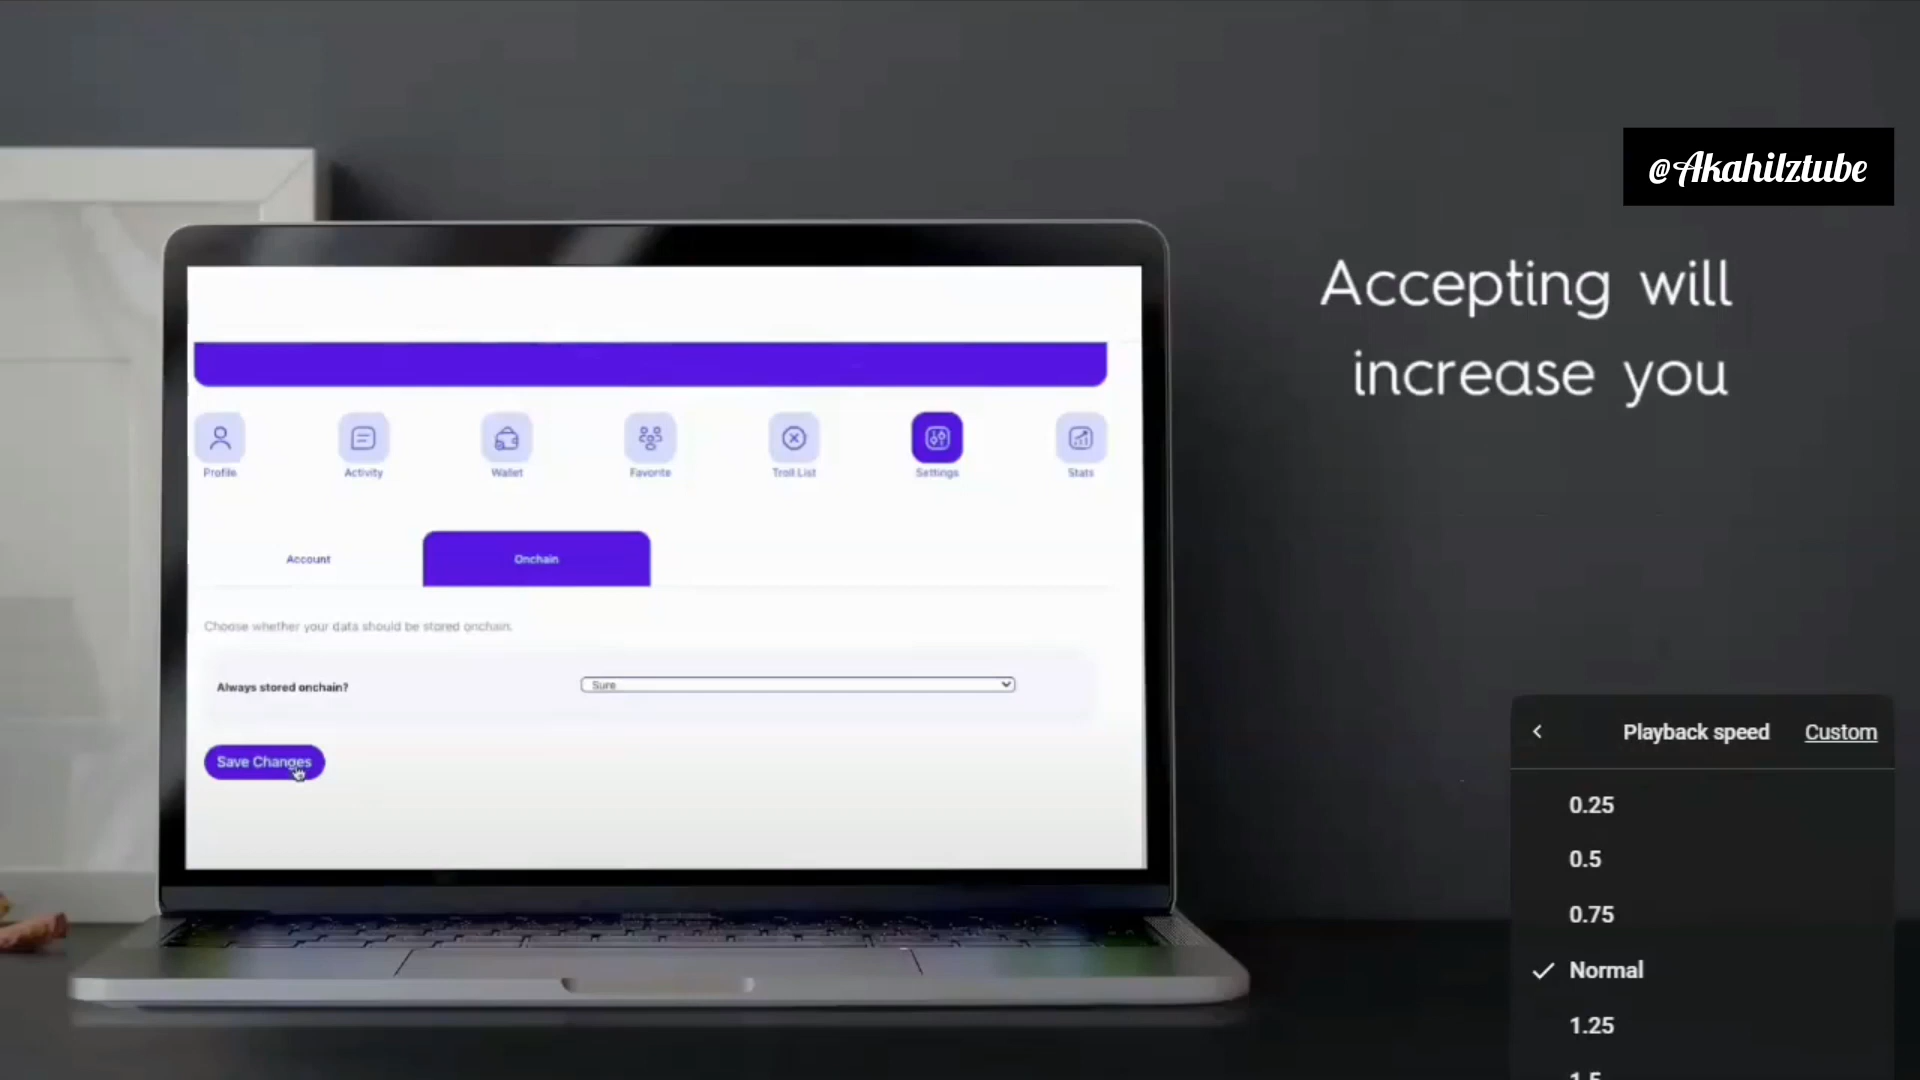 @Akahilztube
Accepting will
increase you
Profile
Activity
Wallet
Favorite
Troll List
Settings
Stats
Account
Onchain
Choose whether your data should be stored onchain.
Always stored onchain?
Sure
Save Changes
Playback speed
Custom
0.25
0.5
0.75
Normal
1.25
1.5